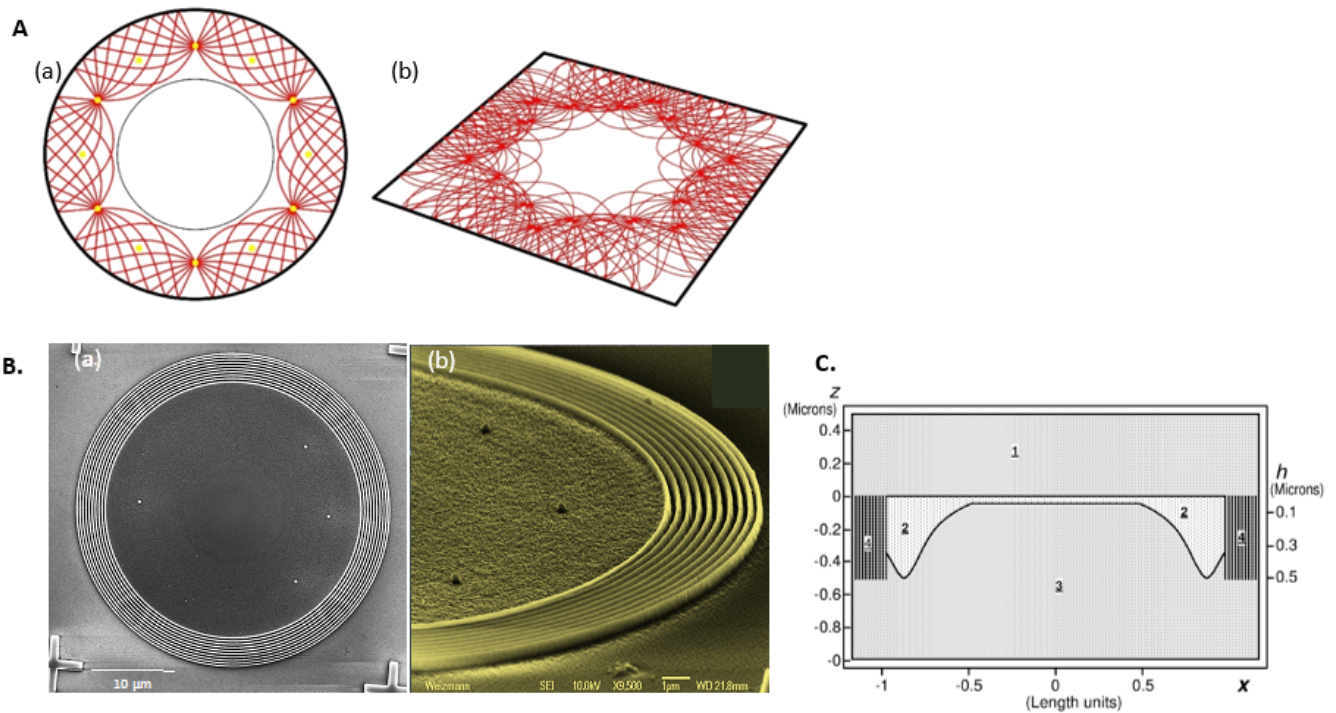 A
(a)
(b)
B.
(a.)
10 µm
(b)
Weizmann SEI 10.0kV X9,500 1µm WD 21.8mm
C.
z
(Microns)
0.4
0.2
0
-0.2
-0.4
-0.6
-0.8
-0
1
2
2
3
4
4
h
(Microns)
0.1
0.3
0.5
-1
-0.5
0
0.5
x
(Length units)